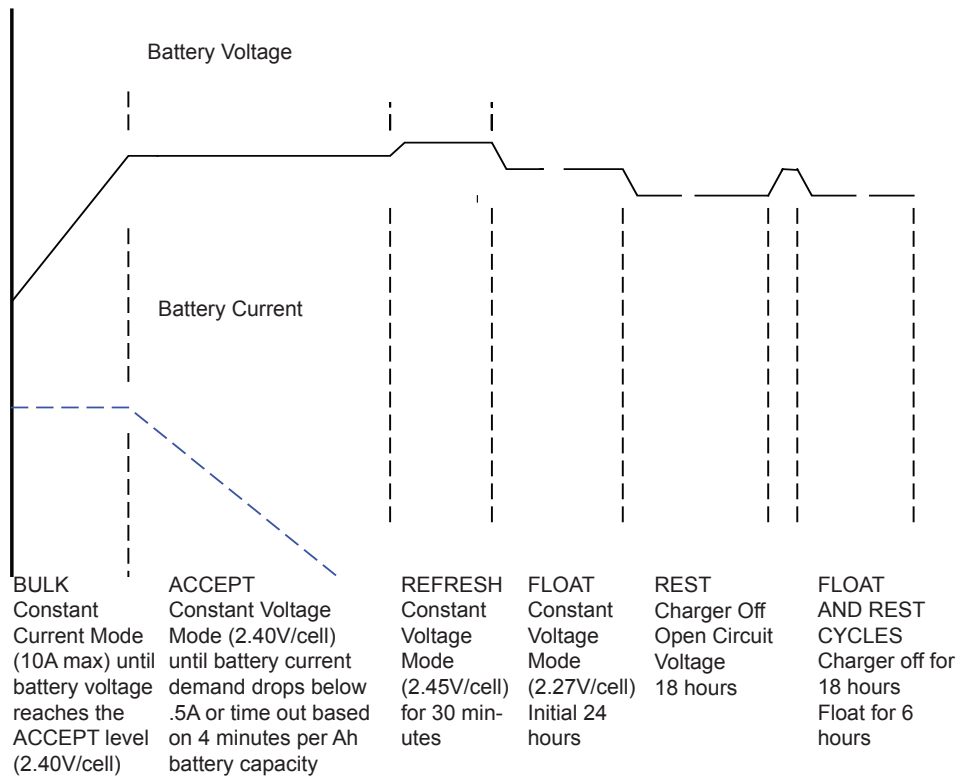 Battery Voltage
Battery Current
BULK
Constant
Current Mode
(10A max) until
battery voltage
reaches the
ACCEPT level
(2.40V/cell)
ACCEPT
Constant Voltage
Mode (2.40V/cell)
until battery current
demand drops below
.5A or time out based
on 4 minutes per Ah
battery capacity
REFRESH
Constant
Voltage
Mode
(2.45V/cell)
for 30 min-
utes
FLOAT
Constant
Voltage
Mode
(2.27V/cell)
Initial 24
hours
REST
Charger Off
Open Circuit
Voltage
18 hours
FLOAT
AND REST
CYCLES
Charger off for
18 hours
Float for 6
hours